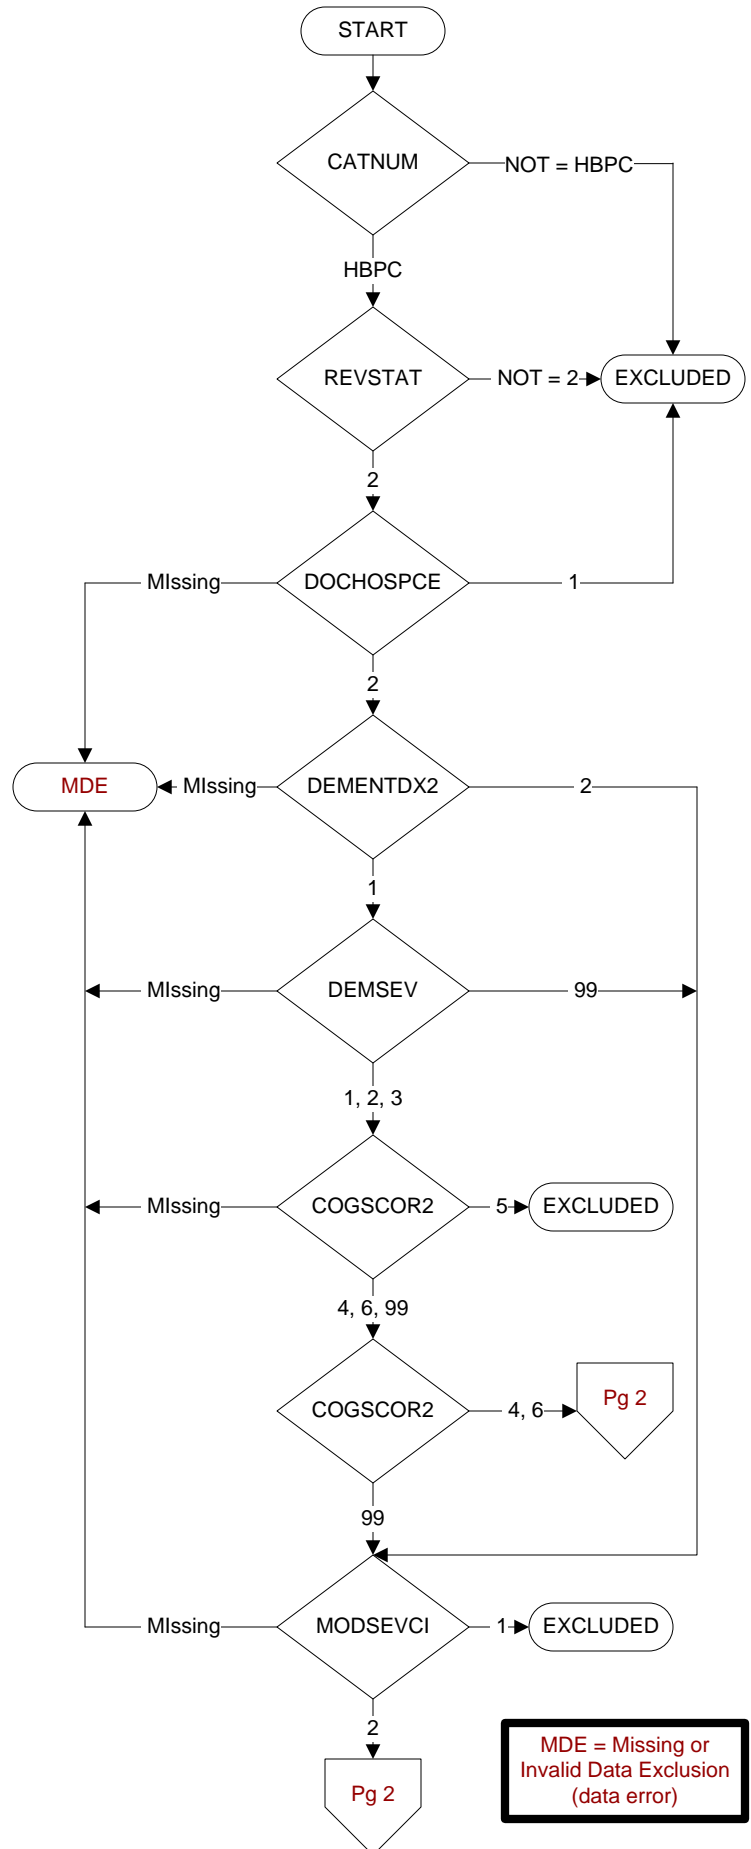 START
CATNUM
NOT = HBPC
HBPC
REVSTAT
NOT = 2
EXCLUDED
2
MIssing
DOCHOSPCE
1
2
MDE
MIssing
DEMENTDX2
2
1
MIssing
DEMSEV
99
1, 2, 3
MIssing
COGSCOR2
5
EXCLUDED
4, 6, 99
COGSCOR2
4, 6
Pg 2
99
MIssing
MODSEVCI
1
EXCLUDED
2
Pg 2
MDE = Missing or
Invalid Data Exclusion
(data error)